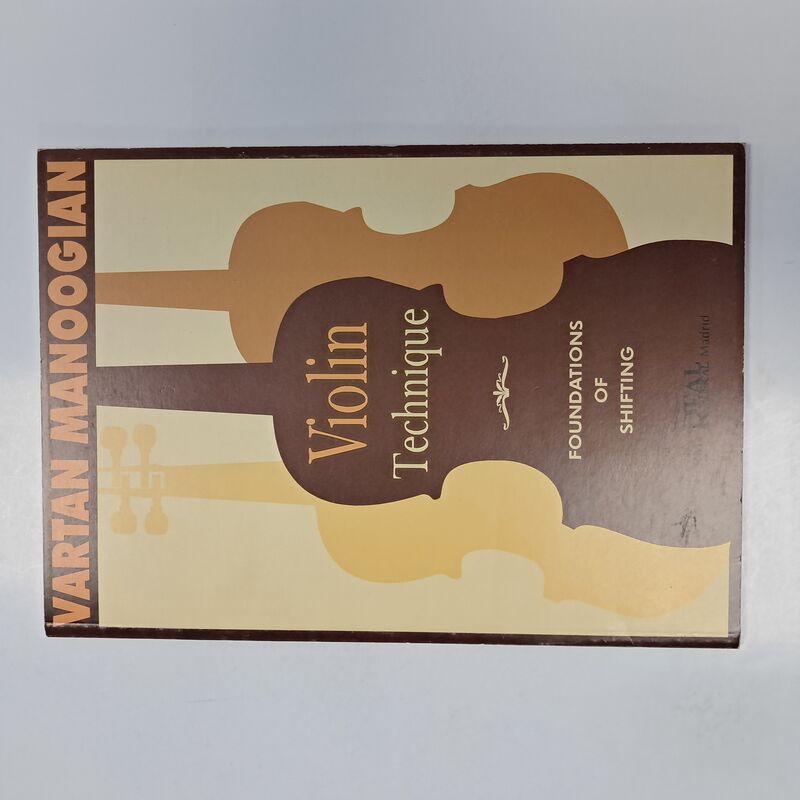 VARTAN MANOOGIAN
Violin
Technique
FOUNDATIONS
OF
SHIFTING
Madrid